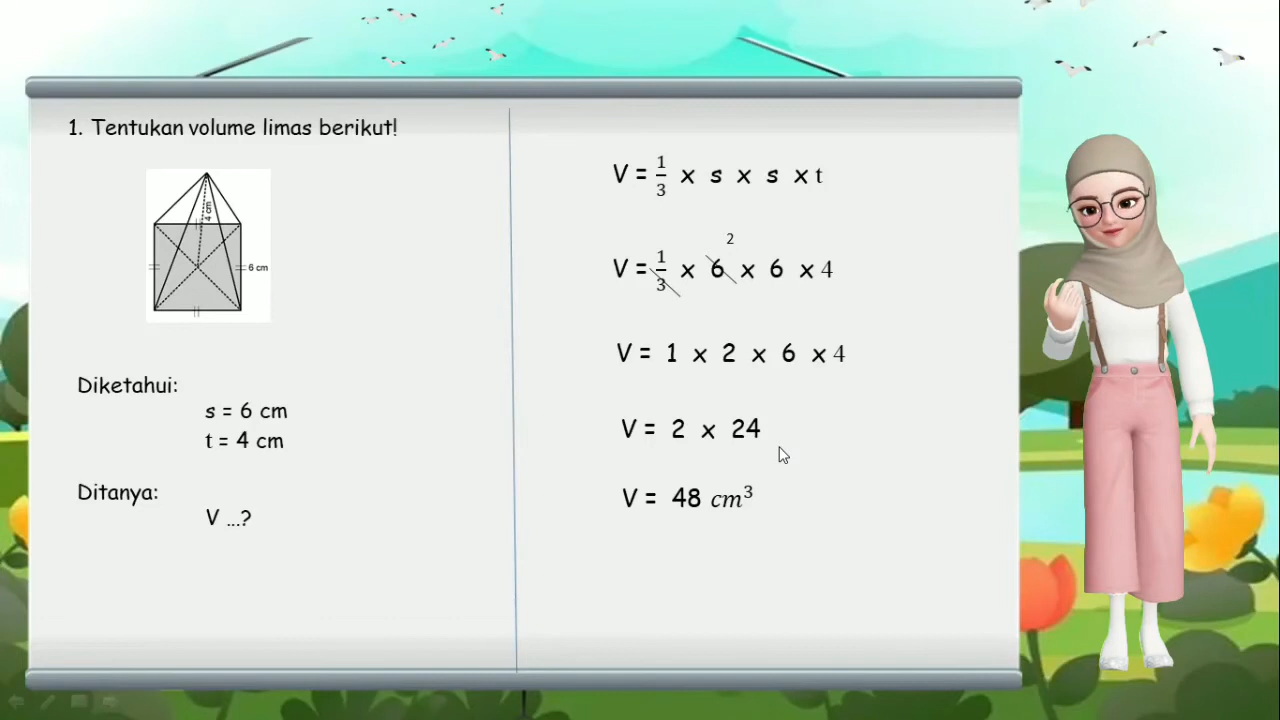 1. Tentukan volume limas berikut!
4 cm
6 cm
Diketahui:
s = 6 cm
t = 4 cm
Ditanya:
V ...?
V = 1/3 x s x s x t
2
V = 1/3 x 6 x 6 x 4
V = 1 x 2 x 6 x 4
V = 2 x 24
V = 48 cm³